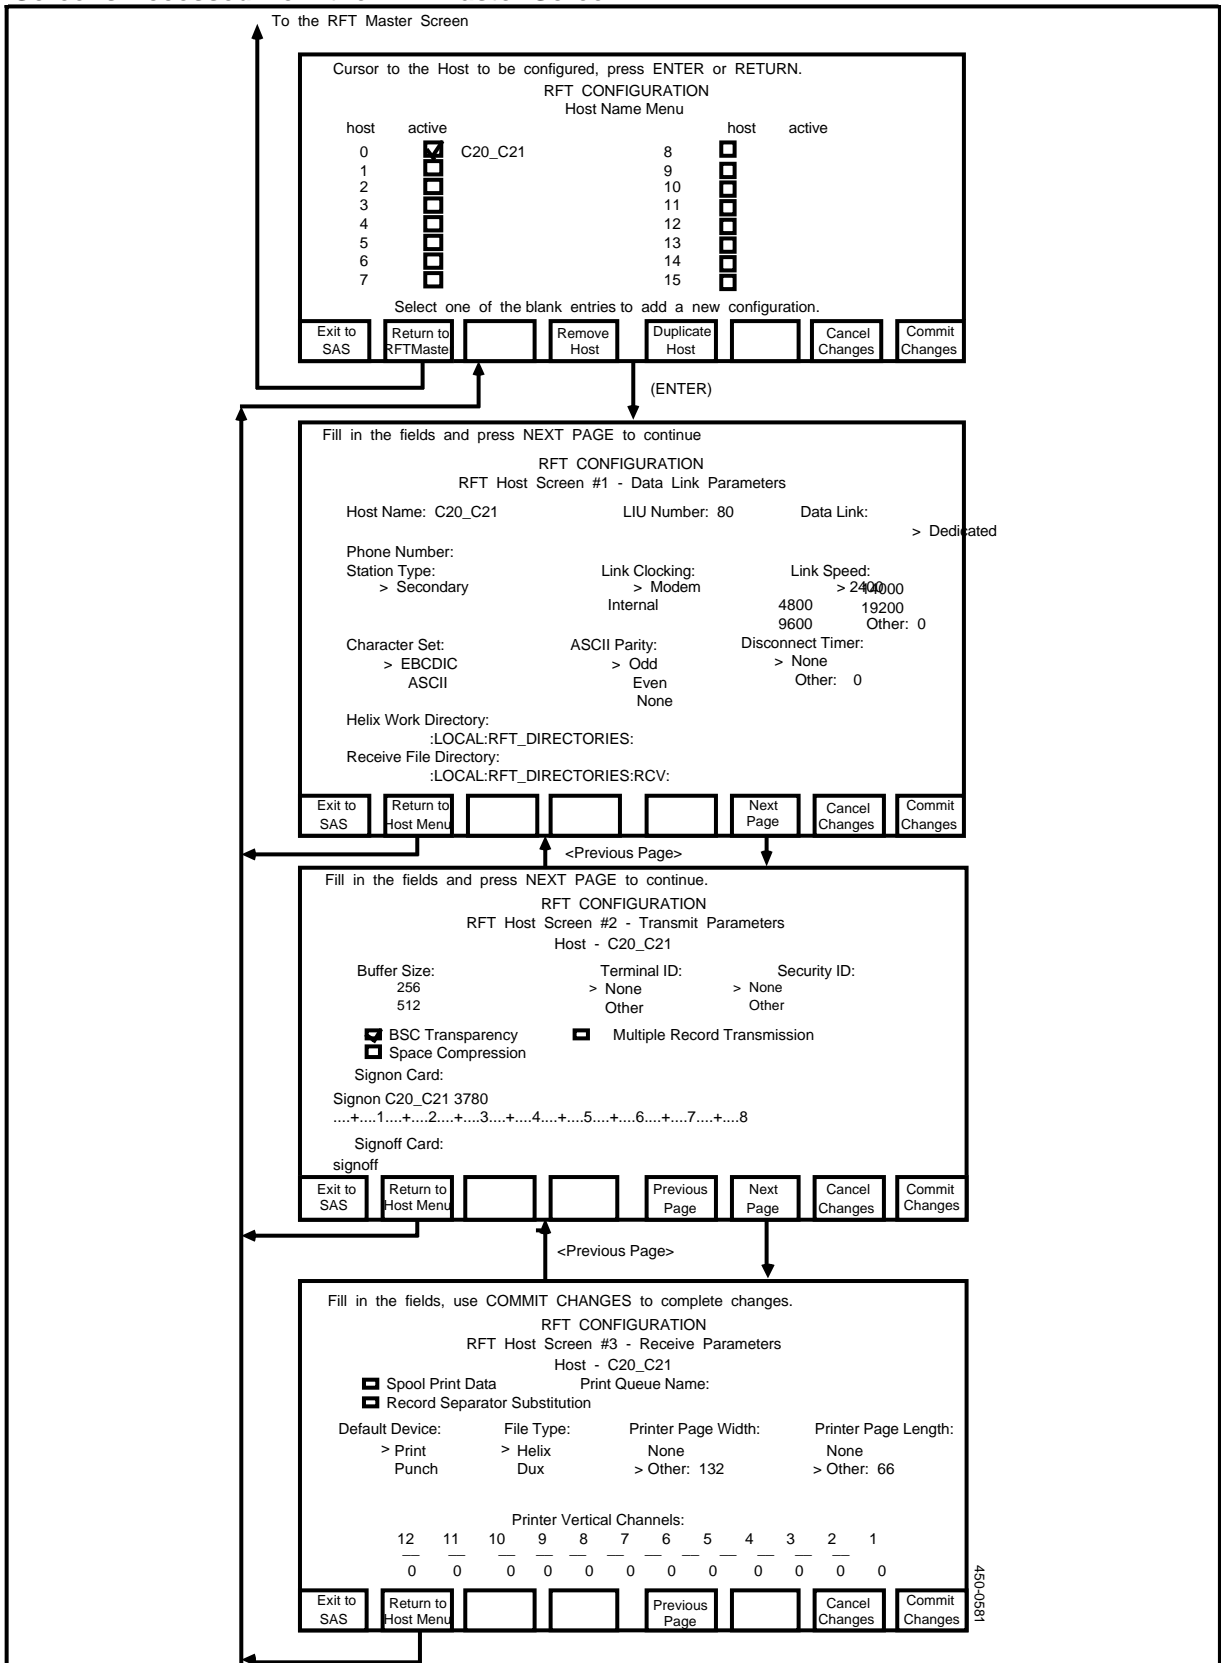 To the RFT Master Screen
Cursor to the Host to be configured, press ENTER or RETURN.
RFT CONFIGURATION
Host Name Menu
host active host active
0 C20_C21 8
1 9
2 10
3 11
4 12
5 13
6 14
7 15
Select one of the blank entries to add a new configuration.
Exit to SAS Return to RFTMaste Remove Host Duplicate Host Cancel Changes Commit Changes
(ENTER)
Fill in the fields and press NEXT PAGE to continue
RFT CONFIGURATION
RFT Host Screen #1 - Data Link Parameters
Host Name: C20_C21 LIU Number: 80 Data Link:
> Dedicated
Phone Number:
Station Type: Link Clocking: Link Speed:
> Secondary > Modem > 2400 14000
Internal 4800 19200
9600 Other: 0
Character Set: ASCII Parity: Disconnect Timer:
> EBCDIC > Odd > None
ASCII Even Other: 0
None
Helix Work Directory:
:LOCAL:RFT_DIRECTORIES:
Receive File Directory:
:LOCAL:RFT_DIRECTORIES:RCV:
Exit to SAS Return to Host Menu Next Page Cancel Changes Commit Changes
<Previous Page>
Fill in the fields and press NEXT PAGE to continue.
RFT CONFIGURATION
RFT Host Screen #2 - Transmit Parameters
Host - C20_C21
Buffer Size: Terminal ID: Security ID:
256 > None > None
512 Other Other
BSC Transparency Multiple Record Transmission
Space Compression
Signon Card:
Signon C20_C21 3780
....+....1....+....2....+....3....+....4....+....5....+....6....+....7....+....8
Signoff Card:
signoff
Exit to SAS Return to Host Menu Previous Page Next Page Cancel Changes Commit Changes
<Previous Page>
Fill in the fields, use COMMIT CHANGES to complete changes.
RFT CONFIGURATION
RFT Host Screen #3 - Receive Parameters
Host - C20_C21
Spool Print Data Print Queue Name:
Record Separator Substitution
Default Device: File Type: Printer Page Width: Printer Page Length:
> Print > Helix None None
Punch Dux > Other: 132 > Other: 66
Printer Vertical Channels:
12 11 10 9 8 7 6 5 4 3 2 1
__ __ __ __ __ __ __ __ __ __ __ __
0 0 0 0 0 0 0 0 0 0 0 0
Exit to SAS Return to Host Menu Previous Page Cancel Changes Commit Changes
450-0581